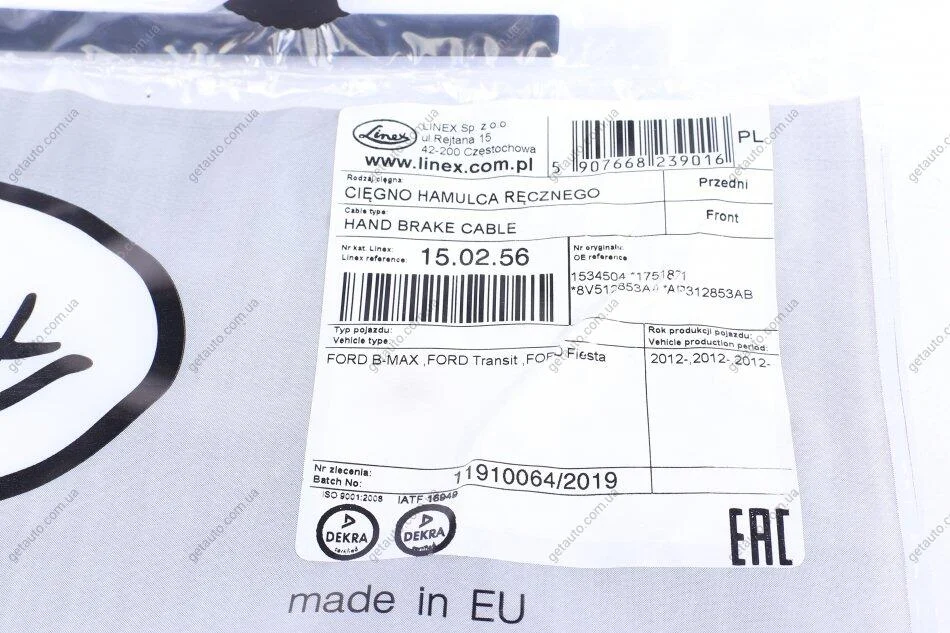 Linex
LINEX Sp. z o.o.
ul.Rejtana 15
42-200 Częstochowa
www.linex.com.pl
5 907668 239016
PL
Rodzaj cięgna:
CIĘGNO HAMULCA RĘCZNEGO
Przedni
Cable type:
HAND BRAKE CABLE
Front
Nr kat. Linex:
Linex reference:
15.02.56
Nr oryginału:
OE reference
1534504
Typ pojazdu:
Vehicle type:
FORD B-MAX ,FORD Transit ,FORD Fiesta
Rok produkcji pojazdu:
Vehicle production period:
2012-,2012-,2012-
Nr zlecenia:
Batch No:
11910064/2019
ISO 9001:2008
IATF 16949
DEKRA
certified
DEKRA
certified
EAC
made in EU
getauto.com.ua